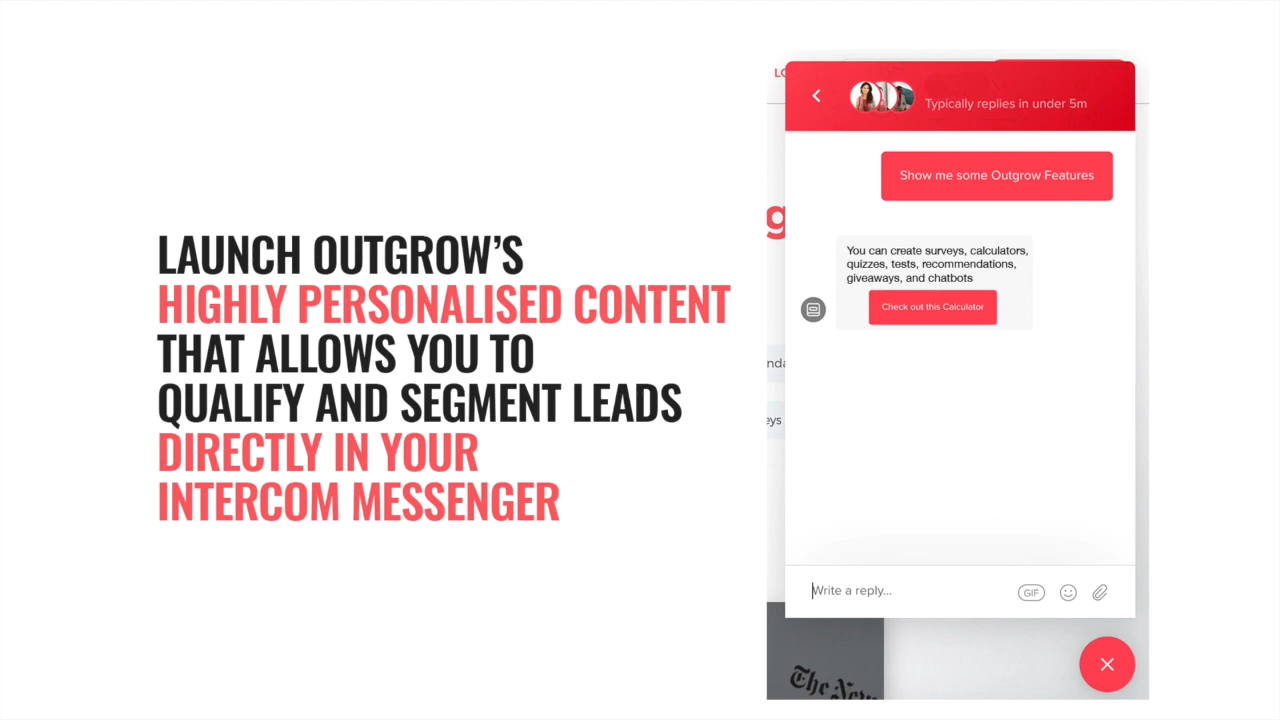 LAUNCH OUTGROW’S
HIGHLY PERSONALISED CONTENT
THAT ALLOWS YOU TO
QUALIFY AND SEGMENT LEADS
DIRECTLY IN YOUR
INTERCOM MESSENGER
Typically replies in under 5m
Show me some Outgrow Features
You can create surveys, calculators,
quizzes, tests, recommendations,
giveaways, and chatbots
Check out this Calculator
Write a reply...
GIF
The New